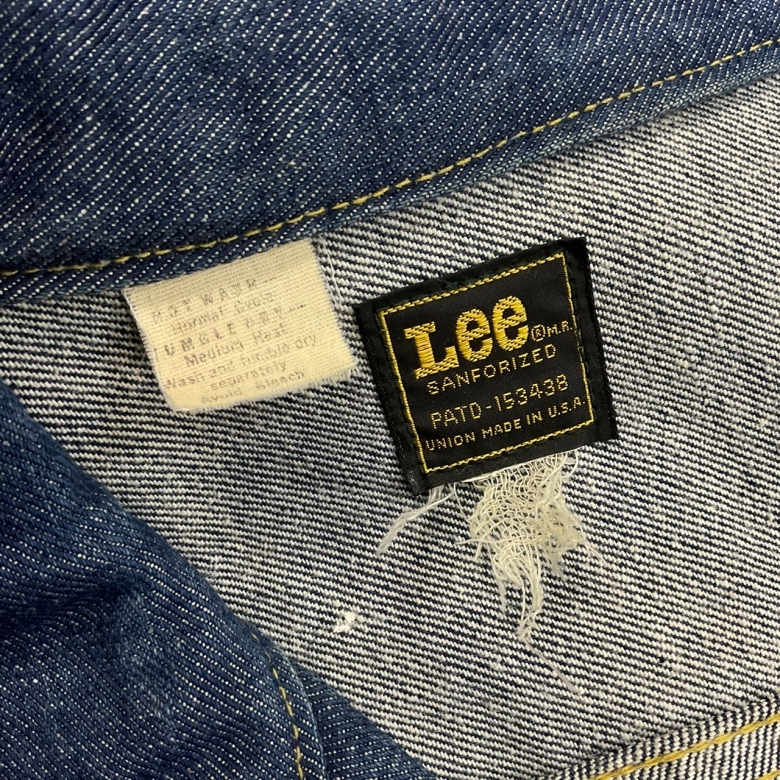 HOT WASH
Normal Cycle
TUMBLE DRY
Medium Heat
Wash and tumble dry
separately
Avoid Bleach
Lee ® M.R.
SANFORIZED
PATD-153438
UNION MADE IN U.S.A.